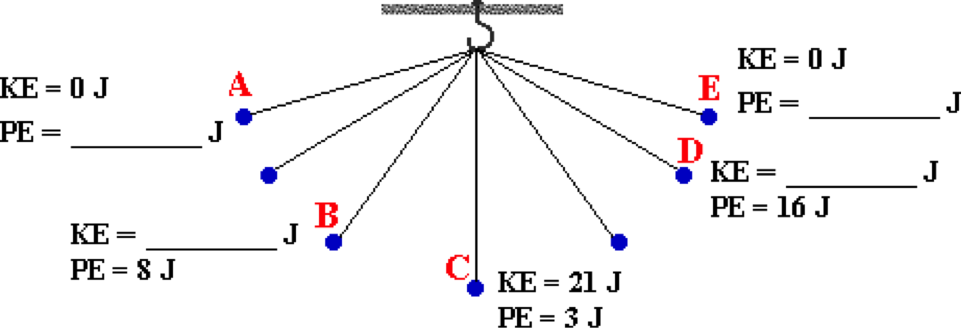 KE = 0 J
PE = __________ J
A
E
KE = 0 J
PE = __________ J
D
KE = __________ J
PE = 16 J
B
KE = __________ J
PE = 8 J
C
KE = 21 J
PE = 3 J